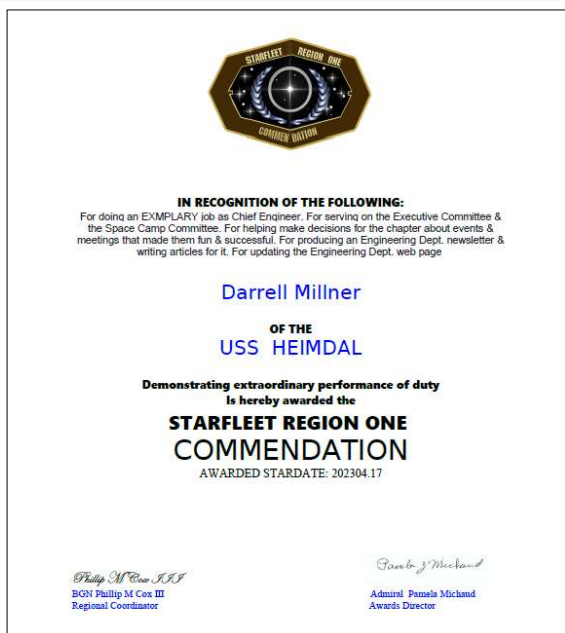 STARFLEET REGION ONE
COMMENDATION
IN RECOGNITION OF THE FOLLOWING:
For doing an EXMPLARY job as Chief Engineer. For serving on the Executive Committee &
the Space Camp Committee. For helping make decisions for the chapter about events &
meetings that made them fun & successful. For producing an Engineering Dept. newsletter &
writing articles for it. For updating the Engineering Dept. web page
Darrell Millner
OF THE
USS HEIMDAL
Demonstrating extraordinary performance of duty
Is hereby awarded the
STARFLEET REGION ONE
COMMENDATION
AWARDED STARDATE: 202304.17
Phillip M Cox III
BGN Phillip M Cox III
Regional Coordinator
Pamela J Michaud
Admiral Pamela Michaud
Awards Director